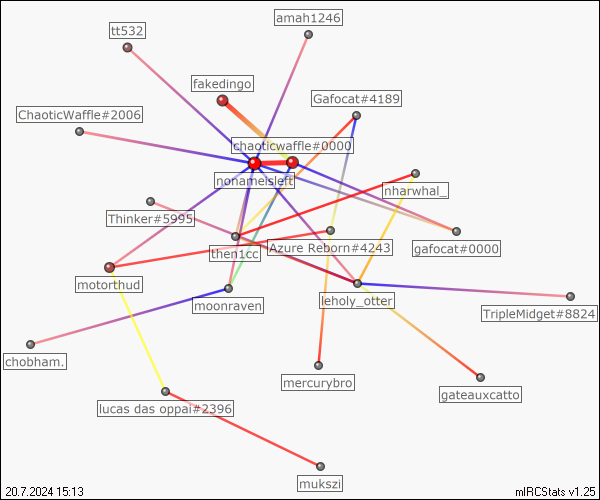 amah1246
tt532
fakedingo
Gafocat#4189
ChaoticWaffle#2006
chaoticwaffle#0000
nonameisleft
nharwhal_
Thinker#5995
then1cc
Azure Reborn#4243
gafocat#0000
motorthud
moonraven
leholy_otter
TripleMidget#8824
chobham.
mercurybro
gateauxcatto
lucas das oppai#2396
mukszi
20.7.2024 15:13
mIRCStats v1.25